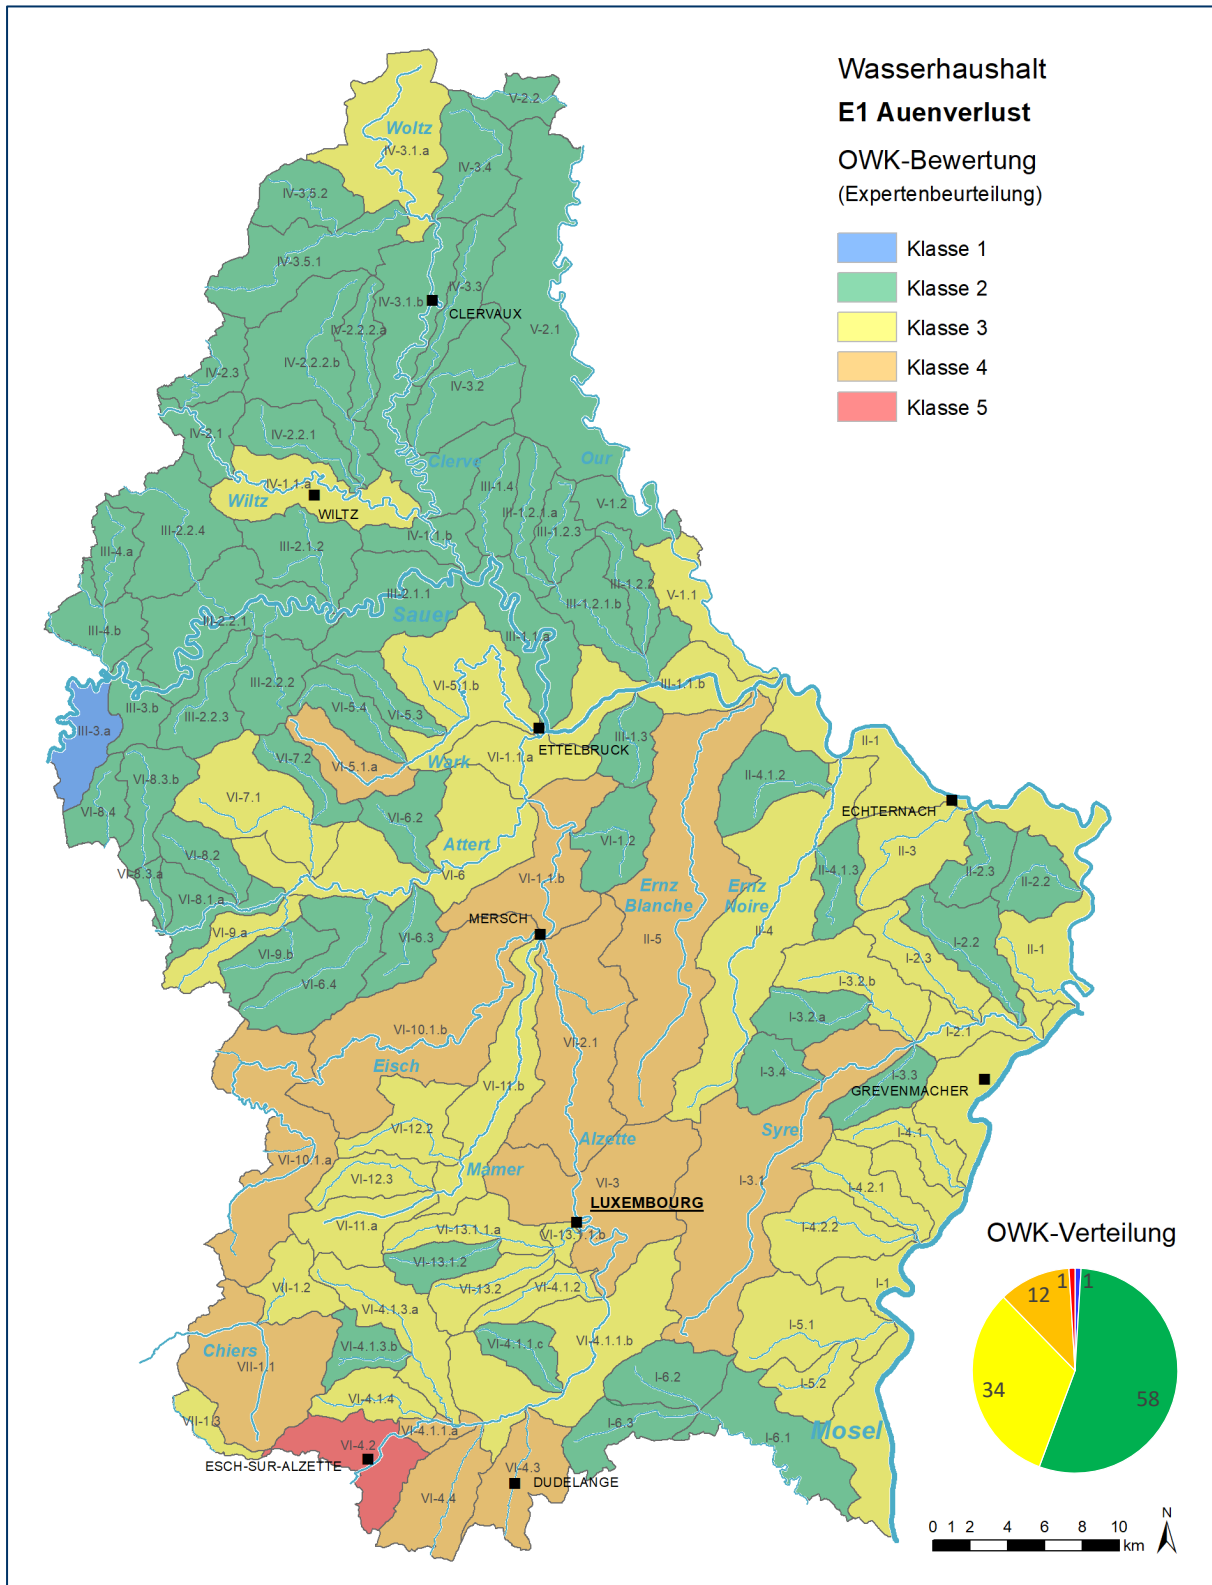 Wasserhaushalt
E1 Auenverlust
OWK-Bewertung
(Expertenbeurteilung)
Klasse 1
Klasse 2
Klasse 3
Klasse 4
Klasse 5
V-2.2
Woltz
IV-3.1.a
IV-3.4
IV-3.5.2
IV-3.5.1
IV-3.3
IV-3.1.b
CLERVAUX
IV-2.2.2.a
V-2.1
IV-2.2.2.b
IV-2.3
IV-3.2
IV-2.1
IV-2.2.1
Clerve
Our
IV-1.1.a
Wiltz
WILTZ
III-1.4
V-1.2
III-1.2.1.a
III-2.2.4
III-1.2.3
IV-1.1.b
III-4.a
III-2.1.2
III-1.2.2
V-1.1
III-2.1.1
III-1.2.1.b
Sauer
III-2.2.1
III-4.b
III-1.1.a
III-2.2.2
VI-5.1.b
III-1.1.b
III-3.b
III-2.2.3
VI-5.4
VI-5.3
III-3.a
III-1.3
II-1
ETTELBRUCK
VI-7.2
VI-1.1.a
Wark
VI-5.1.a
VI-8.3.b
II-4.1.2
VI-7.1
ECHTERNACH
VI-8.4
VI-6.2
VI-1.2
Attert
II-3
VI-8.2
VI-8.3.a
VI-6
VI-1.1.b
Ernz
Blanche
Ernz
Noire
II-4.1.3
II-2.3
II-2.2
VI-8.1.a
MERSCH
VI-9.a
VI-6.3
II-5
II-4
I-2.2
II-1
VI-9.b
I-2.3
VI-6.4
I-3.2.b
I-3.2.a
VI-10.1.b
VI-2.1
I-2.1
Eisch
VI-11.b
I-3.4
I-3.3
GREVENMACHER
VI-12.2
Alzette
Syre
I-4.1
VI-10.1.a
Mamer
VI-12.3
VI-3
I-3.1
I-4.2.1
LUXEMBOURG
VI-11.a
VI-13.1.1.a
VI-13.1.1.b
I-4.2.2
OWK-Verteilung
VI-13.1.2
VII-1.2
VI-13.2
VI-4.1.2
I-1
1
1
12
VI-4.1.3.a
I-5.1
Chiers
VI-4.1.3.b
VI-4.1.1.c
VI-4.1.1.b
VII-1.1
I-6.2
I-5.2
34
58
VI-4.1.4
VII-1.3
I-6.3
VI-4.1.1.a
Mosel
I-6.1
VI-4.2
ESCH-SUR-ALZETTE
VI-4.3
DUDELANGE
VI-4.4
N
0 1 2 4 6 8 10
km